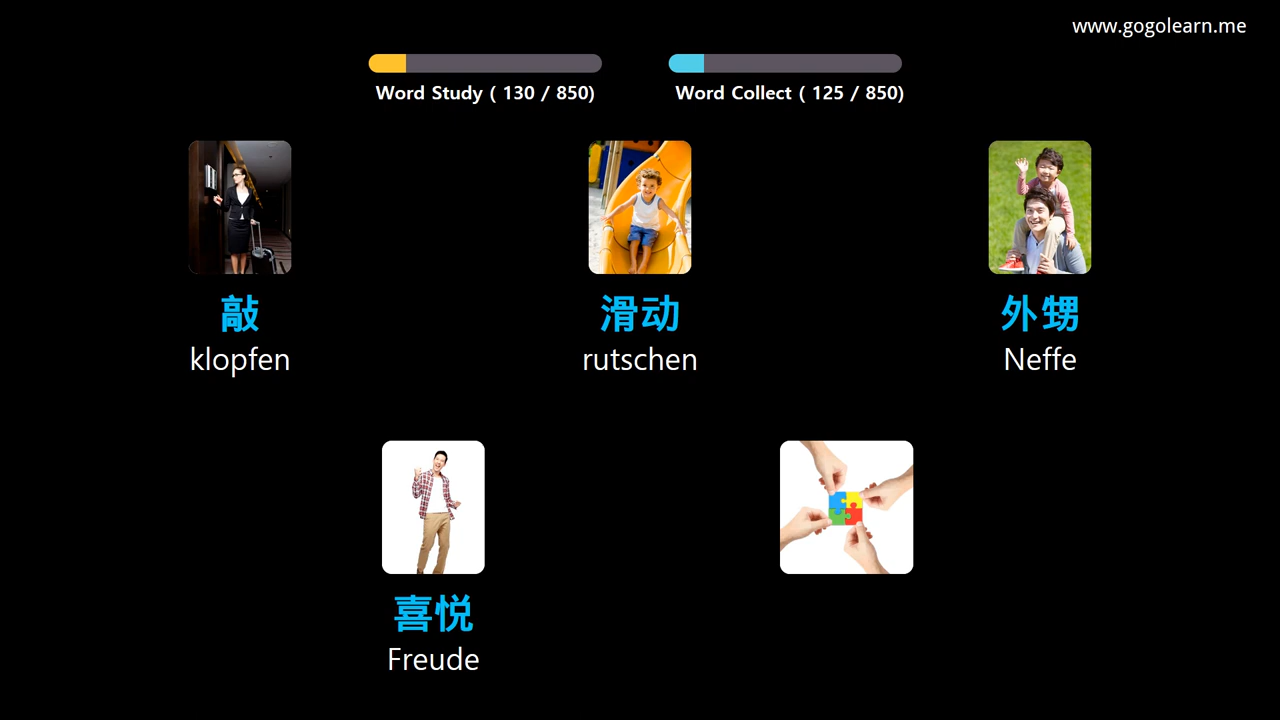 www.gogolearn.me
Word Study ( 130 / 850)
Word Collect ( 125 / 850)
敲
klopfen
滑动
rutschen
外甥
Neffe
喜悦
Freude